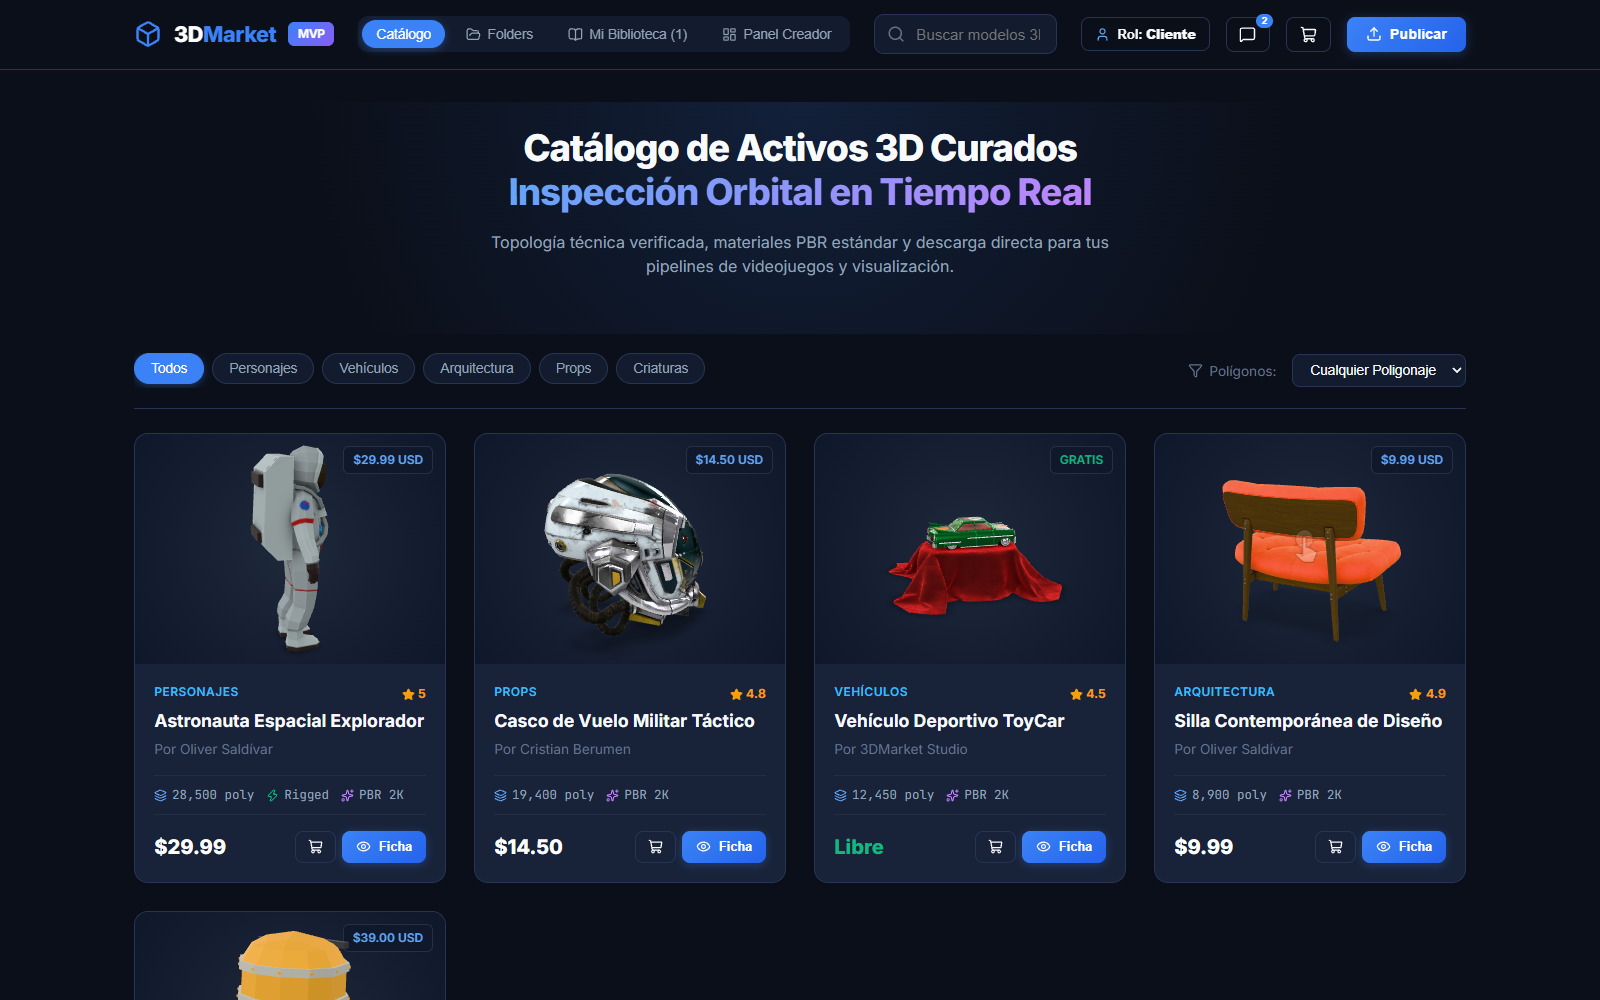 3DMarket MVP
Catálogo
Folders
Mi Biblioteca (1)
Panel Creador
Buscar modelos 3
Rol: Cliente
2
Publicar
Catálogo de Activos 3D Curados
Inspección Orbital en Tiempo Real
Topología técnica verificada, materiales PBR estándar y descarga directa para tus
pipelines de videojuegos y visualización.
Todos
Personajes
Vehículos
Arquitectura
Props
Criaturas
Polígonos:
Cualquier Poligonaje
$29.99 USD
PERSONAJES
5
Astronauta Espacial Explorador
Por Oliver Saldívar
28,500 poly
Rigged
PBR 2K
$29.99
Ficha
$14.50 USD
PROPS
4.8
Casco de Vuelo Militar Táctico
Por Cristian Berumen
19,400 poly
PBR 2K
$14.50
Ficha
GRATIS
VEHÍCULOS
4.5
Vehículo Deportivo ToyCar
Por 3DMarket Studio
12,450 poly
PBR 2K
Libre
Ficha
$9.99 USD
ARQUITECTURA
4.9
Silla Contemporánea de Diseño
Por Oliver Saldívar
8,900 poly
PBR 2K
$9.99
Ficha
$39.00 USD